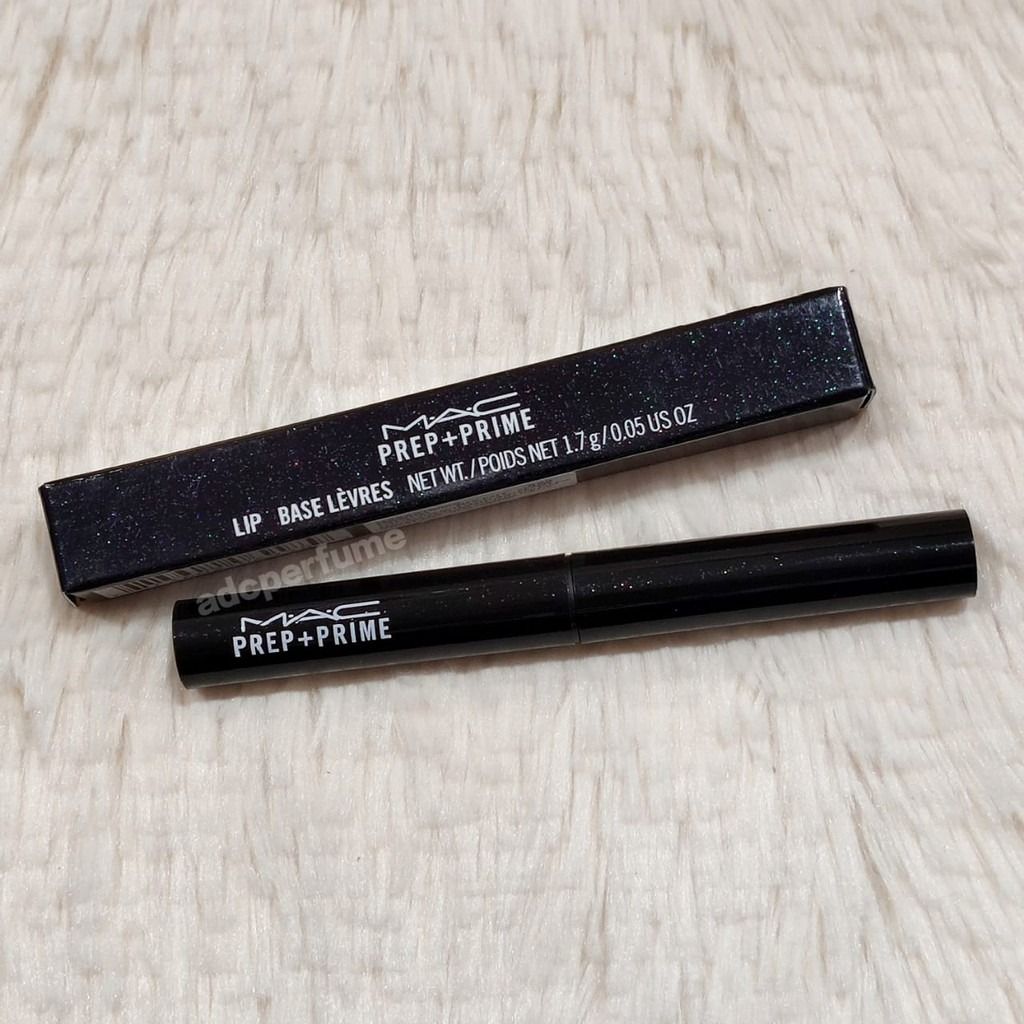 M·A·C
PREP+PRIME
LIP BASE LÈVRES NET WT. / POIDS NET 1.7 g / 0.05 US OZ
adcperfume
M·A·C
PREP+PRIME